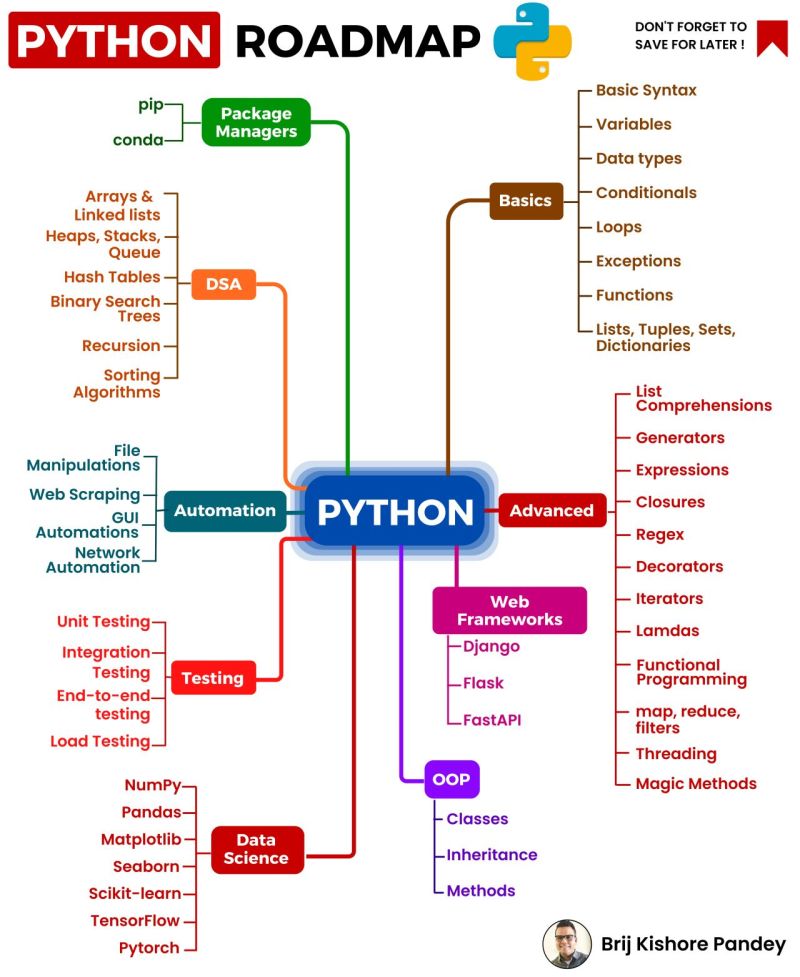 PYTHON ROADMAP
DON'T FORGET TO
SAVE FOR LATER !
Package
Managers
pip
conda
Basics
Basic Syntax
Variables
Data types
Conditionals
Loops
Exceptions
Functions
Lists, Tuples, Sets,
Dictionaries
DSA
Arrays &
Linked lists
Heaps, Stacks,
Queue
Hash Tables
Binary Search
Trees
Recursion
Sorting
Algorithms
Automation
File
Manipulations
Web Scraping
GUI
Automations
Network
Automation
PYTHON
Advanced
List
Comprehensions
Generators
Expressions
Closures
Regex
Decorators
Iterators
Lamdas
Functional
Programming
map, reduce,
filters
Threading
Magic Methods
Web
Frameworks
Django
Flask
FastAPI
Testing
Unit Testing
Integration
Testing
End-to-end
testing
Load Testing
OOP
Classes
Inheritance
Methods
Data
Science
NumPy
Pandas
Matplotlib
Seaborn
Scikit-learn
TensorFlow
Pytorch
Brij Kishore Pandey